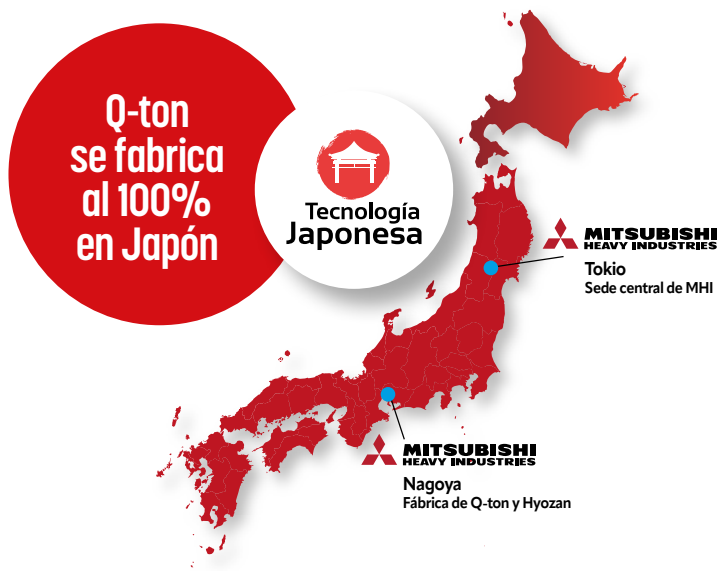 Q-ton
se fabrica
al 100%
en Japón
Tecnología
Japonesa
MITSUBISHI
HEAVY INDUSTRIES
Tokio
Sede central de MHI
MITSUBISHI
HEAVY INDUSTRIES
Nagoya
Fábrica de Q-ton y Hyozan